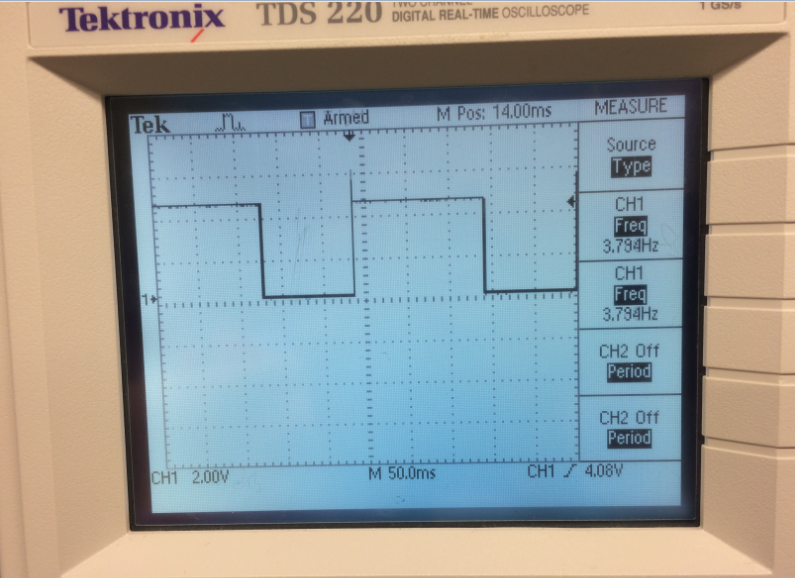 Tektronix TDS 220 TWO CHANNEL 1 GS/s
DIGITAL REAL-TIME OSCILLOSCOPE
Tek T Armed M Pos: 14.00ms MEASURE
Source
Type
CH1
Freq
3.794Hz
CH1
Freq
3.794Hz
CH2 Off
Period
CH2 Off
Period
1
CH1 2.00V M 50.0ms CH1 4.08V